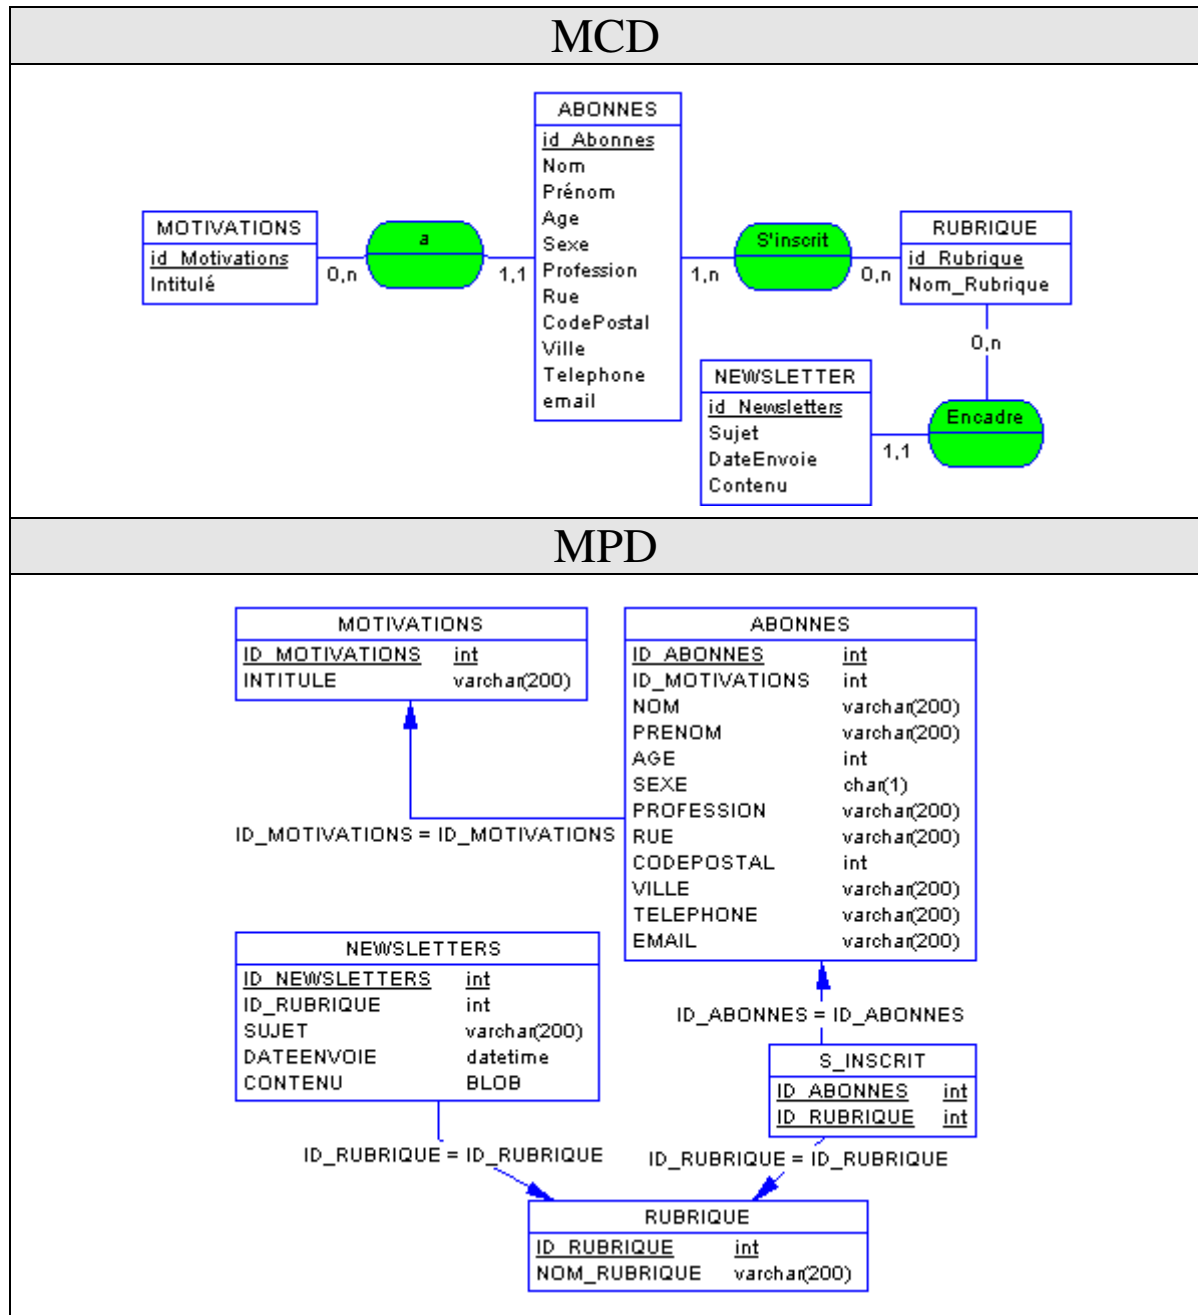 MCD
ABONNES
id_Abonnes
Nom
Prénom
Age
Sexe
Profession
Rue
CodePostal
Ville
Telephone
email
MOTIVATIONS
id_Motivations
Intitulé
0,n
a
1,1
1,n
S'inscrit
0,n
RUBRIQUE
id_Rubrique
Nom_Rubrique
0,n
NEWSLETTER
id_Newsletters
Sujet
DateEnvoie
Contenu
1,1
Encadre
MPD
MOTIVATIONS
ID_MOTIVATIONS int
INTITULE varchar(200)
ABONNES
ID_ABONNES int
ID_MOTIVATIONS int
NOM varchar(200)
PRENOM varchar(200)
AGE int
SEXE char(1)
PROFESSION varchar(200)
RUE varchar(200)
CODEPOSTAL int
VILLE varchar(200)
TELEPHONE varchar(200)
EMAIL varchar(200)
ID_MOTIVATIONS = ID_MOTIVATIONS
NEWSLETTERS
ID_NEWSLETTERS int
ID_RUBRIQUE int
SUJET varchar(200)
DATEENVOIE datetime
CONTENU BLOB
ID_ABONNES = ID_ABONNES
S_INSCRIT
ID_ABONNES int
ID_RUBRIQUE int
ID_RUBRIQUE = ID_RUBRIQUE
ID_RUBRIQUE = ID_RUBRIQUE
RUBRIQUE
ID_RUBRIQUE int
NOM_RUBRIQUE varchar(200)